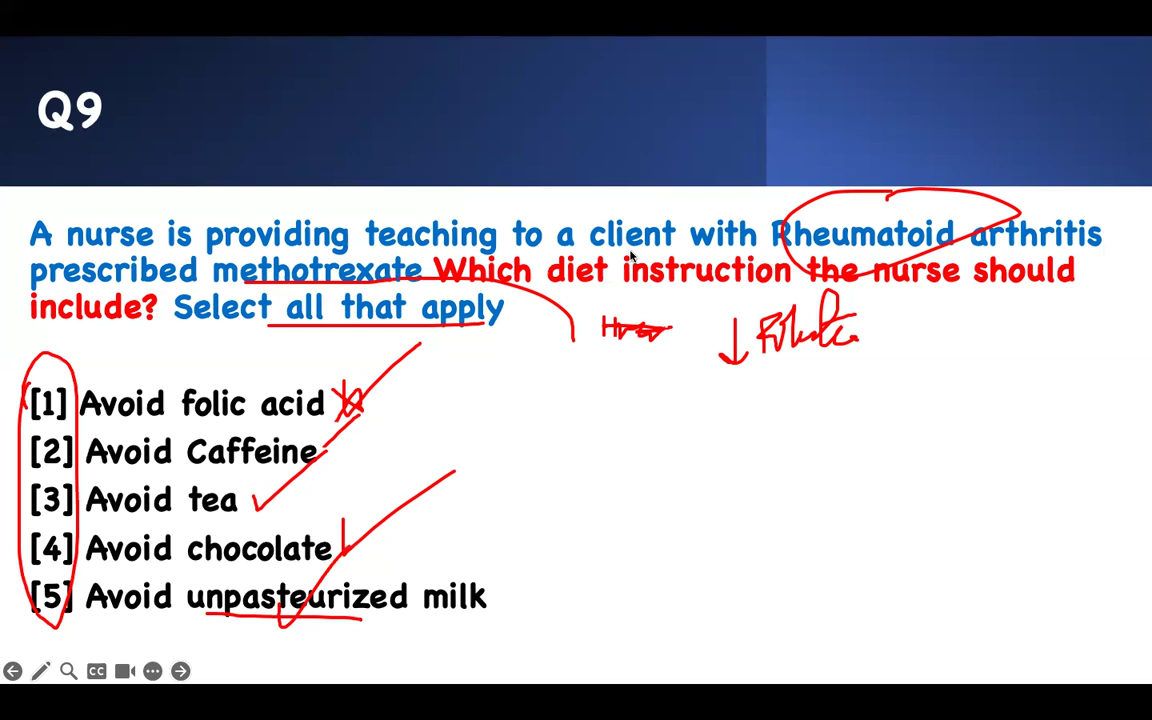 Q9
A nurse is providing teaching to a client with Rheumatoid arthritis
prescribed methotrexate Which diet instruction the nurse should
include? Select all that apply
[1] Avoid folic acid
[2] Avoid Caffeine
[3] Avoid tea
[4] Avoid chocolate
[5] Avoid unpasteurized milk
CC